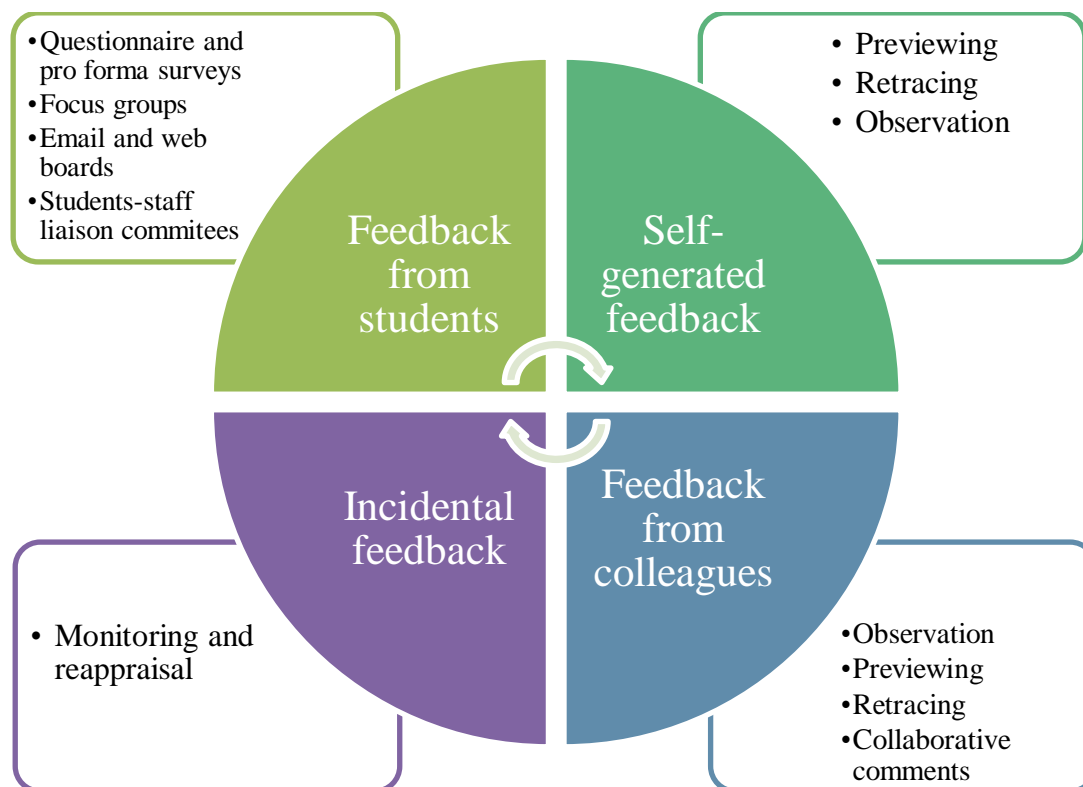 •Questionnaire and
pro forma surveys
•Focus groups
•Email and web
boards
•Students-staff
liaison commitees
• Previewing
• Retracing
• Observation
Feedback
from
students
Self-
generated
feedback
Incidental
feedback
Feedback
from
colleagues
• Monitoring and
reappraisal
•Observation
•Previewing
•Retracing
•Collaborative
comments